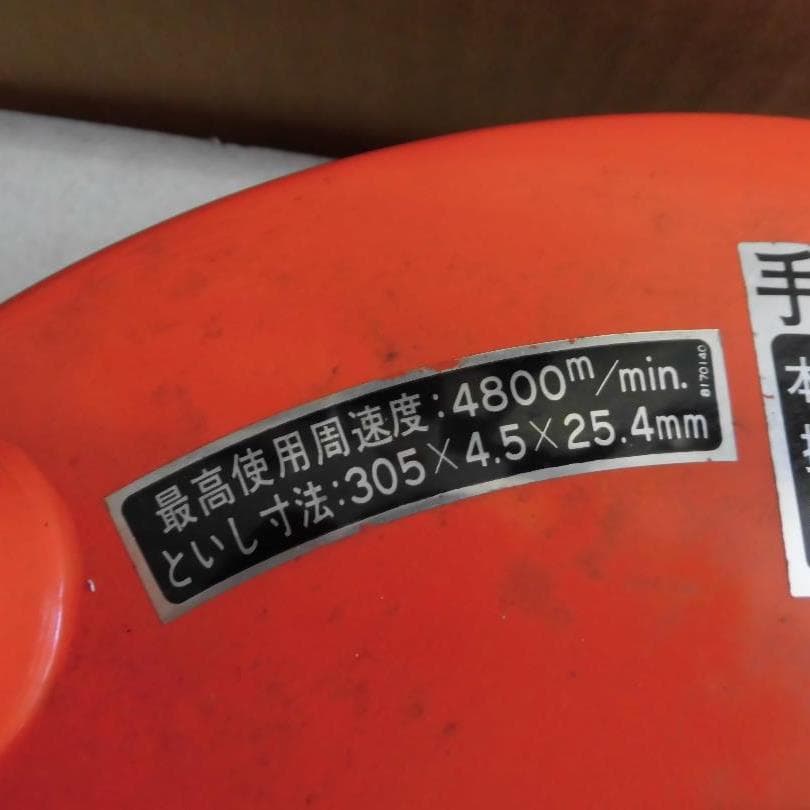 最高使用周速度:4800m/min.
といし寸法:305×4.5×25.4mm
8170140
手
本